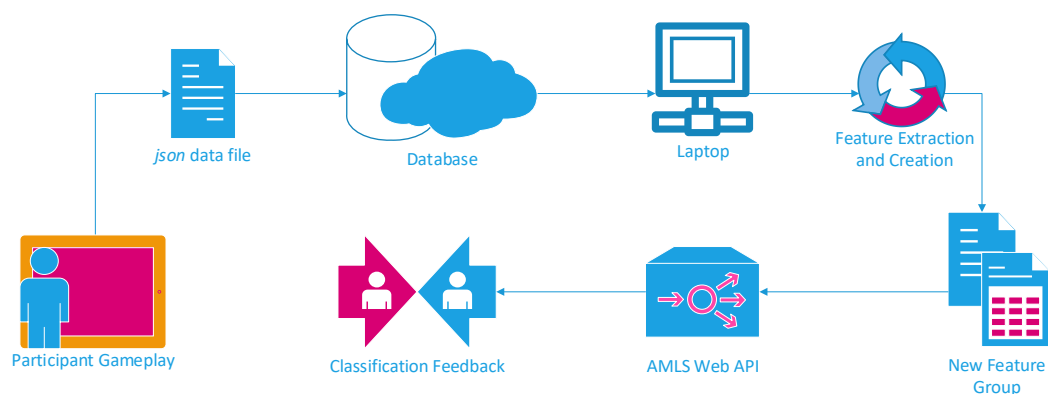 json data file
Database
Laptop
Feature Extraction
and Creation
Participant Gameplay
Classification Feedback
AMLS Web API
New Feature
Group